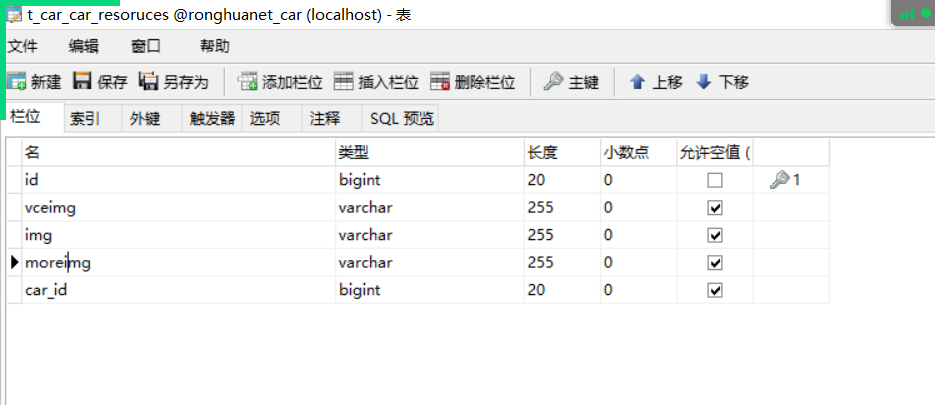 t_car_car_resoruces @ronghuanet_car (localhost) - 表
文件 编辑 窗口 帮助
新建 保存 另存为 添加栏位 插入栏位 删除栏位 主键 上移 下移
栏位 索引 外键 触发器 选项 注释 SQL 预览
名 类型 长度 小数点 允许空值 (
id bigint 20 0 1
vceimg varchar 255 0
img varchar 255 0
moreimg varchar 255 0
car_id bigint 20 0